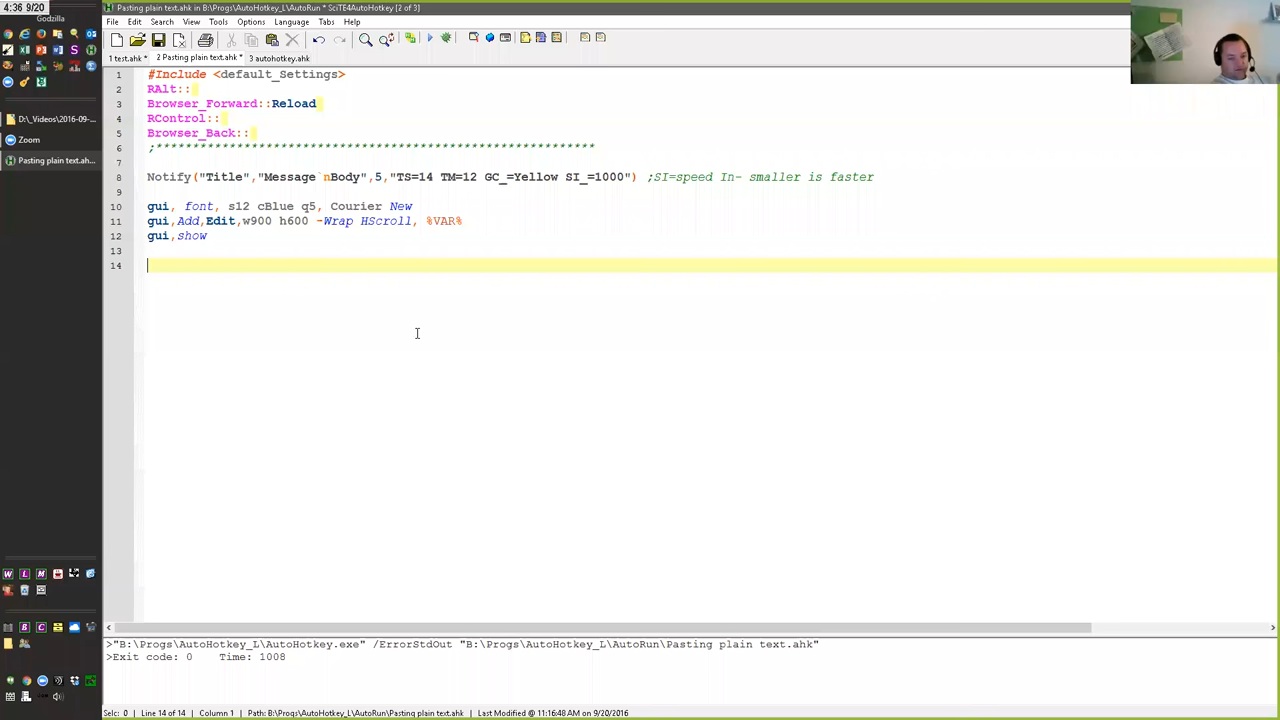 4:36 9/20
Godzilla
Pasting plain text.ahk in B:\Progs\AutoHotkey_L\AutoRun * SciTE4AutoHotkey [2 of 3]
File Edit Search View Tools Options Language Tabs Help
1 test.ahk * 2 Pasting plain text.ahk * 3 autohotkey.ahk
D:\_Videos\2016-09-...
Zoom
Pasting plain text.ah...
1 #Include <default_Settings>
2 RAlt::
3 Browser_Forward::Reload
4 RControl::
5 Browser_Back::
6 ;***********************************************************
7
8 Notify("Title","Message`nBody",5,"TS=14 TM=12 GC_=Yellow SI_=1000") ;SI=speed In- smaller is faster
9
10 gui, font, s12 cBlue q5, Courier New
11 gui,Add,Edit,w900 h600 -Wrap HScroll, %VAR%
12 gui,show
13
14
>"B:\Progs\AutoHotkey_L\AutoHotkey.exe" /ErrorStdOut "B:\Progs\AutoHotkey_L\AutoRun\Pasting plain text.ahk"
>Exit code: 0 Time: 1008
Selc: 0 Line 14 of 14 Column 1 Path: B:\Progs\AutoHotkey_L\AutoRun\Pasting plain text.ahk Last Modified @ 11:16:48 AM on 9/20/2016